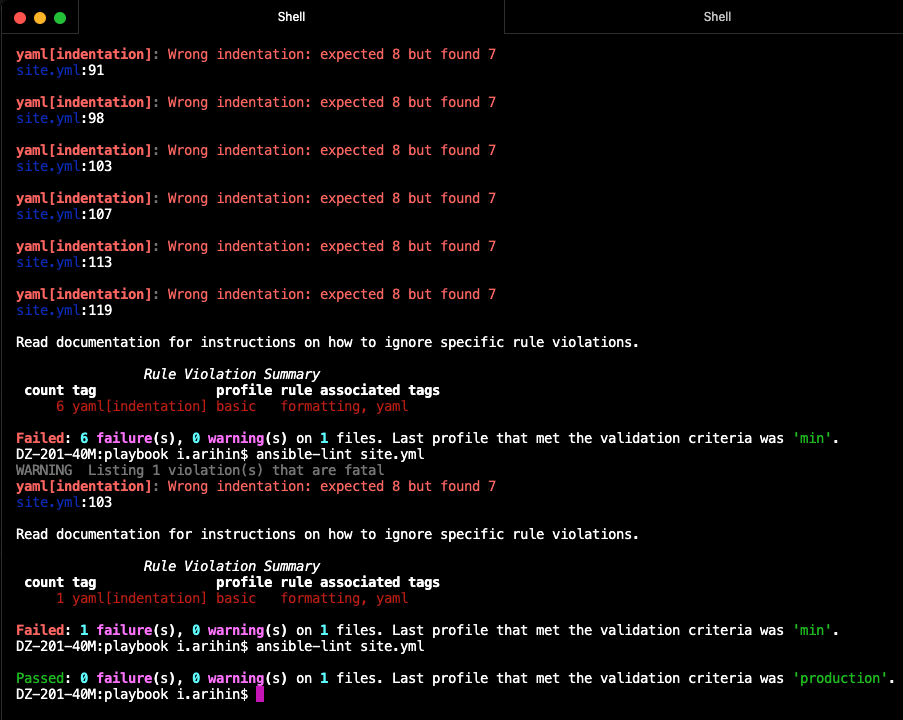 Shell Shell
yaml[indentation]: Wrong indentation: expected 8 but found 7
site.yml:91
yaml[indentation]: Wrong indentation: expected 8 but found 7
site.yml:98
yaml[indentation]: Wrong indentation: expected 8 but found 7
site.yml:103
yaml[indentation]: Wrong indentation: expected 8 but found 7
site.yml:107
yaml[indentation]: Wrong indentation: expected 8 but found 7
site.yml:113
yaml[indentation]: Wrong indentation: expected 8 but found 7
site.yml:119
Read documentation for instructions on how to ignore specific rule violations.
Rule Violation Summary
count tag profile rule associated tags
6 yaml[indentation] basic formatting, yaml
Failed: 6 failure(s), 0 warning(s) on 1 files. Last profile that met the validation criteria was 'min'.
DZ-201-40M:playbook i.arihin$ ansible-lint site.yml
WARNING  Listing 1 violation(s) that are fatal
yaml[indentation]: Wrong indentation: expected 8 but found 7
site.yml:103
Read documentation for instructions on how to ignore specific rule violations.
Rule Violation Summary
count tag profile rule associated tags
1 yaml[indentation] basic formatting, yaml
Failed: 1 failure(s), 0 warning(s) on 1 files. Last profile that met the validation criteria was 'min'.
DZ-201-40M:playbook i.arihin$ ansible-lint site.yml
Passed: 0 failure(s), 0 warning(s) on 1 files. Last profile that met the validation criteria was 'production'.
DZ-201-40M:playbook i.arihin$